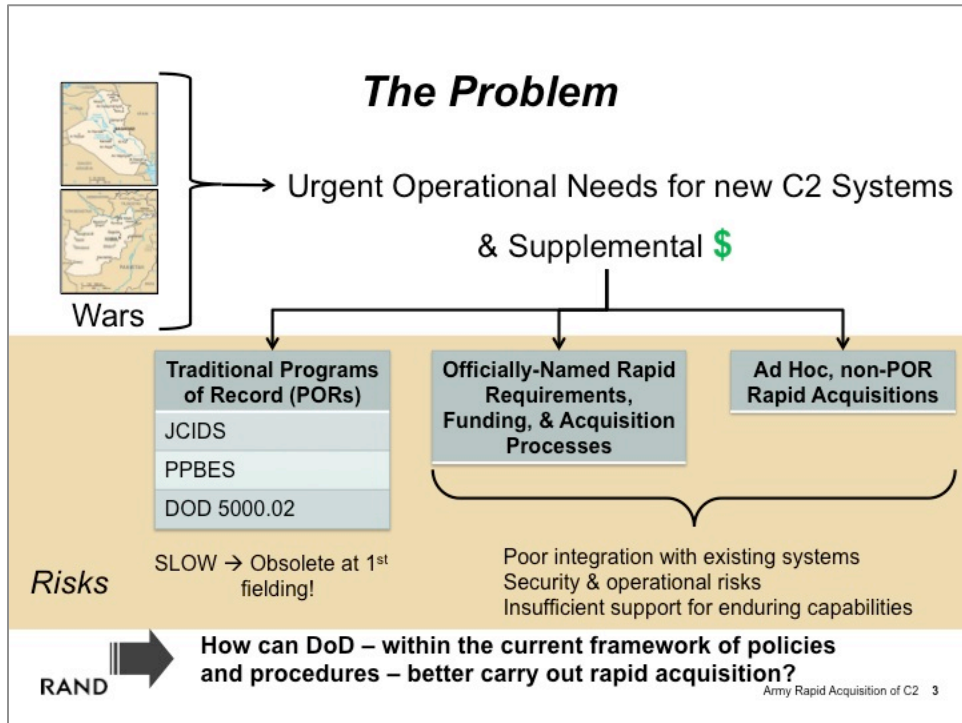 The Problem
Urgent Operational Needs for new C2 Systems
& Supplemental $
Wars
Traditional Programs
of Record (PORs)
JCIDS
PPBES
DOD 5000.02
Officially-Named Rapid
Requirements,
Funding, & Acquisition
Processes
Ad Hoc, non-POR
Rapid Acquisitions
Risks
SLOW → Obsolete at 1st
fielding!
Poor integration with existing systems
Security & operational risks
Insufficient support for enduring capabilities
How can DoD – within the current framework of policies
and procedures – better carry out rapid acquisition?
RAND
Army Rapid Acquisition of C2 3